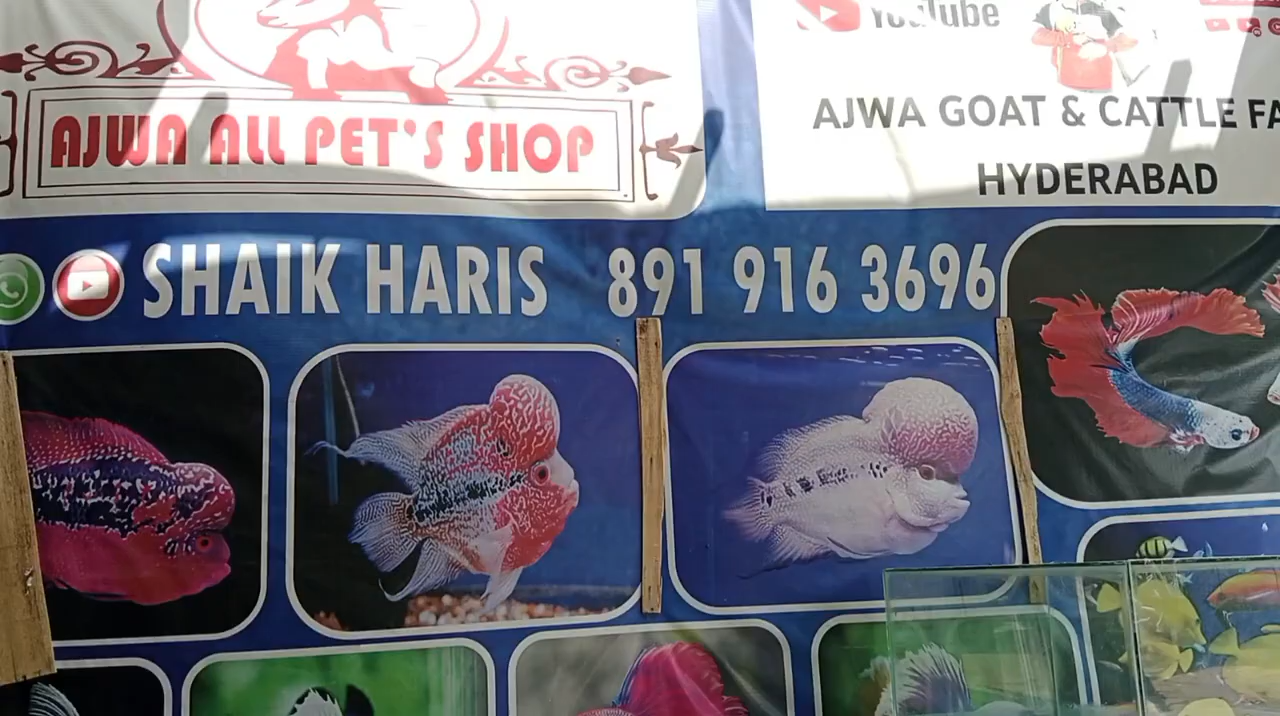 AJWA ALL PET'S SHOP
YouTube
AJWA GOAT & CATTLE FA
HYDERABAD
SHAIK HARIS 891 916 3696